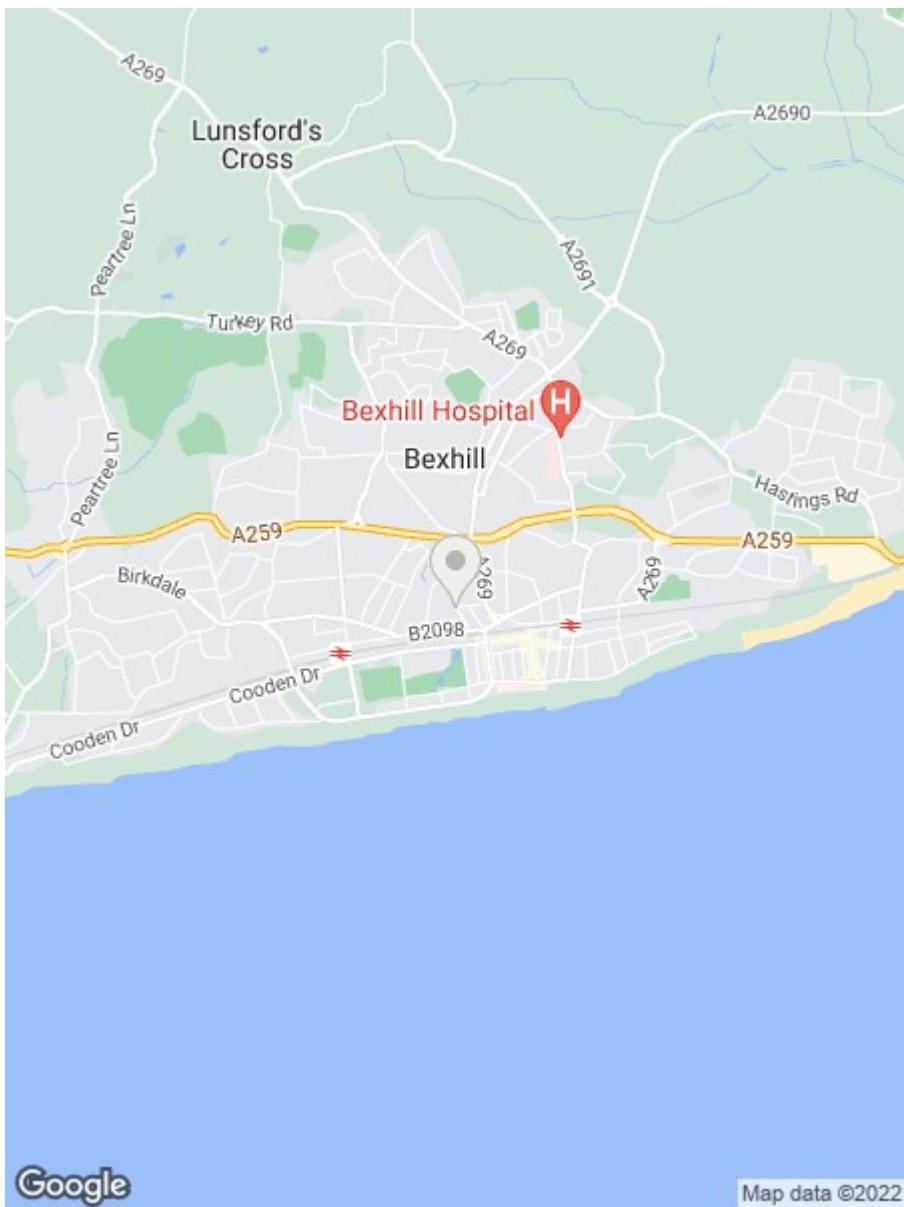 A269
A2690
Lunsford's
Cross
Peartree Ln
A2691
Turkey Rd
A269
Bexhill Hospital
H
Bexhill
Peartree Ln
Hastings Rd
A259
A259
Birkdale
A269
A269
B2098
Cooden Dr
Cooden Dr
Google
Map data ©2022